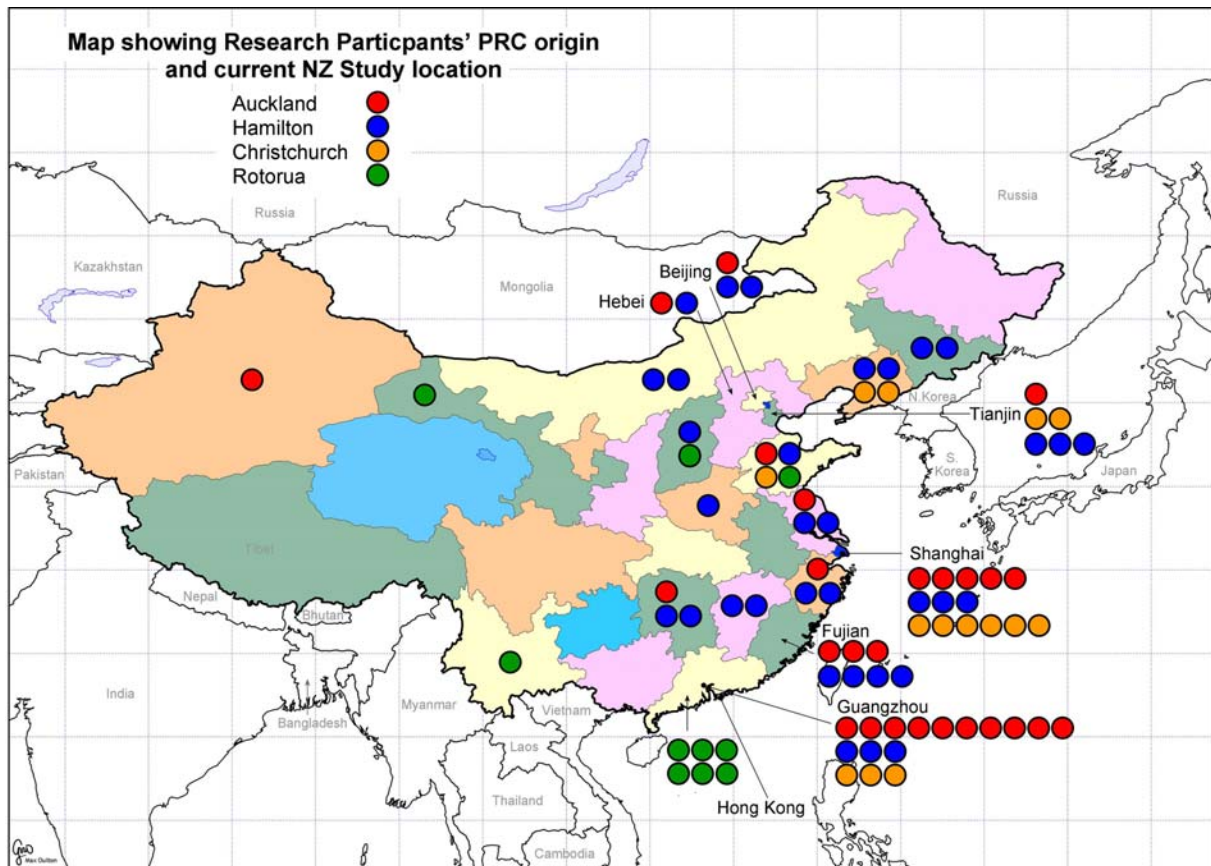 Map showing Research Particpants' PRC origin
and current NZ Study location
Auckland
Hamilton
Christchurch
Rotorua
Russia
Russia
Kazakhstan
Mongolia
Beijing
Hebei
N.Korea
Tianjin
S.
Korea
Japan
Pakistan
Tibet
Shanghai
Nepal
Bhutan
Fujian
India
Bangladesh
Myanmar
Vietnam
Guangzhou
Laos
Thailand
Hong Kong
Cambodia
Max Oulton